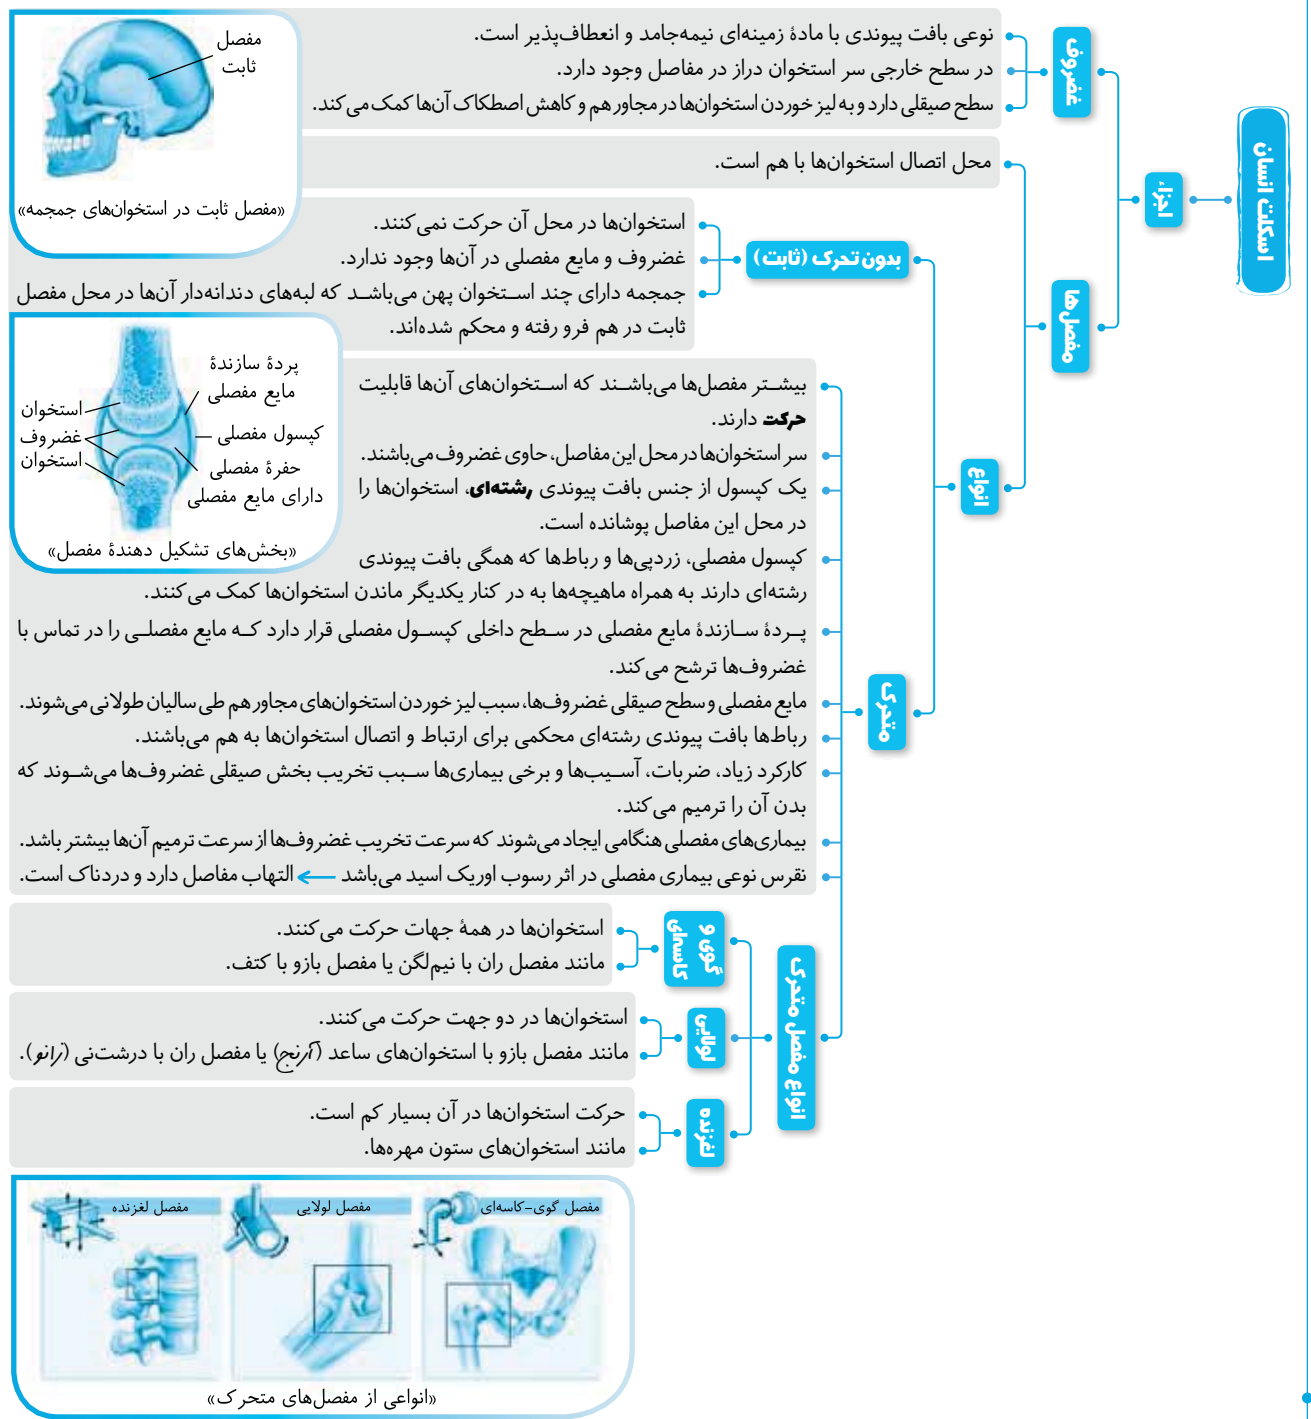 اسکلت انسان
اجزاء
غضروف
نوعی بافت پیوندی با مادهٔ زمینه‌ای نیمه‌جامد و انعطاف‌پذیر است.
در سطح خارجی سر استخوان دراز در مفاصل وجود دارد.
سطح صیقلی دارد و به لیز خوردن استخوان‌ها در مجاور هم و کاهش اصطکاک آن‌ها کمک می‌کند.
مفصل
ثابت
«مفصل ثابت در استخوان‌های جمجمه»
مفصل‌ها
محل اتصال استخوان‌ها با هم است.
انواع
بدون تحرک (ثابت)
استخوان‌ها در محل آن حرکت نمی‌کنند.
غضروف و مایع مفصلی در آن‌ها وجود ندارد.
جمجمه دارای چند استخوان پهن می‌باشد که لبه‌های دندانه‌دار آن‌ها در محل مفصل
ثابت در هم فرو رفته و محکم شده‌اند.
متحرک
بیشتر مفصل‌ها می‌باشند که استخوان‌های آن‌ها قابلیت
حرکت دارند.
سر استخوان‌ها در محل این مفاصل، حاوی غضروف می‌باشند.
یک کپسول از جنس بافت پیوندی رشته‌ای، استخوان‌ها را
در محل این مفاصل پوشانده است.
کپسول مفصلی، زردپی‌ها و رباط‌ها که همگی بافت پیوندی
رشته‌ای دارند به همراه ماهیچه‌ها به در کنار یکدیگر ماندن استخوان‌ها کمک می‌کنند.
پردهٔ سازندهٔ مایع مفصلی در سطح داخلی کپسول مفصلی قرار دارد که مایع مفصلی را در تماس با
غضروف‌ها ترشح می‌کند.
مایع مفصلی و سطح صیقلی غضروف‌ها، سبب لیز خوردن استخوان‌های مجاور هم طی سالیان طولانی می‌شوند.
رباط‌ها بافت پیوندی رشته‌ای محکمی برای ارتباط و اتصال استخوان‌ها به هم می‌باشند.
کارکرد زیاد، ضربات، آسیب‌ها و برخی بیماری‌ها سبب تخریب بخش صیقلی غضروف‌ها می‌شوند که
بدن آن را ترمیم می‌کند.
بیماری‌های مفصلی هنگامی ایجاد می‌شوند که سرعت تخریب غضروف‌ها از سرعت ترمیم آن‌ها بیشتر باشد.
نقرس نوعی بیماری مفصلی در اثر رسوب اوریک اسید می‌باشد ← التهاب مفاصل دارد و دردناک است.
پردهٔ سازندهٔ
مایع مفصلی
کپسول مفصلی
حفرهٔ مفصلی
دارای مایع مفصلی
استخوان
غضروف
استخوان
«بخش‌های تشکیل دهندهٔ مفصل»
انواع مفصل متحرک
گوی و
کاسه‌ای
استخوان‌ها در همهٔ جهات حرکت می‌کنند.
مانند مفصل ران با نیم‌لگن یا مفصل بازو با کتف.
لولایی
استخوان‌ها در دو جهت حرکت می‌کنند.
مانند مفصل بازو با استخوان‌های ساعد (آرنج) یا مفصل ران با درشت‌نی (زانو).
لغزنده
حرکت استخوان‌ها در آن بسیار کم است.
مانند استخوان‌های ستون مهره‌ها.
مفصل گوی-کاسه‌ای
مفصل لولایی
مفصل لغزنده
«انواعی از مفصل‌های متحرک»